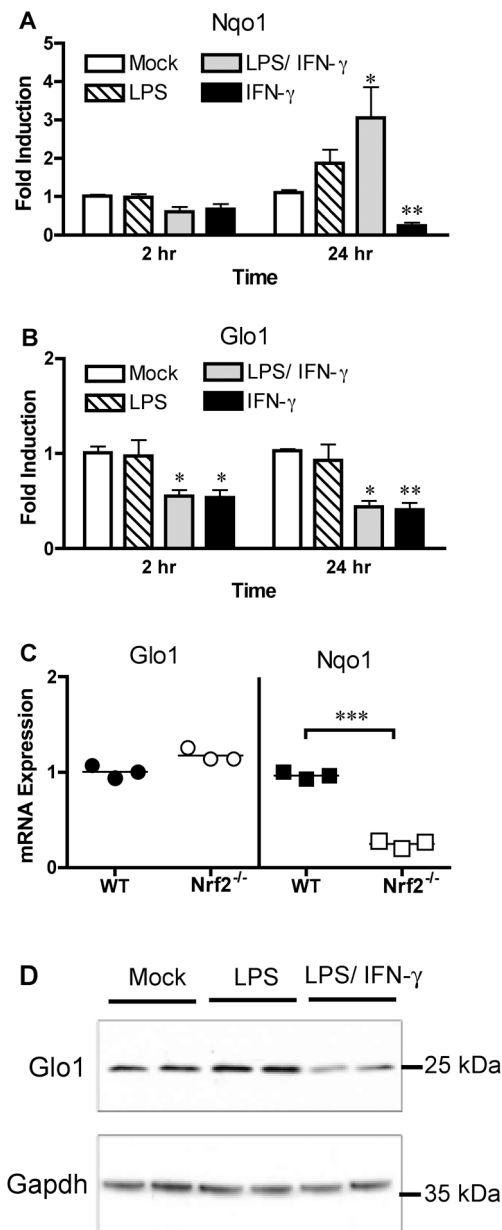 A
Nqo1
Fold Induction
5
4
3
2
1
0
Mock
LPS/ IFN-γ
LPS
IFN-γ
*
**
2 hr
24 hr
Time
B
Glo1
Fold Induction
2
1
0
Mock
LPS/ IFN-γ
LPS
IFN-γ
*
*
*
**
2 hr
24 hr
Time
C
Glo1
Nqo1
mRNA Expression
2
1
0
***
WT
Nrf2-/-
WT
Nrf2-/-
D
Mock
LPS
LPS/ IFN-γ
Glo1
25 kDa
Gapdh
35 kDa